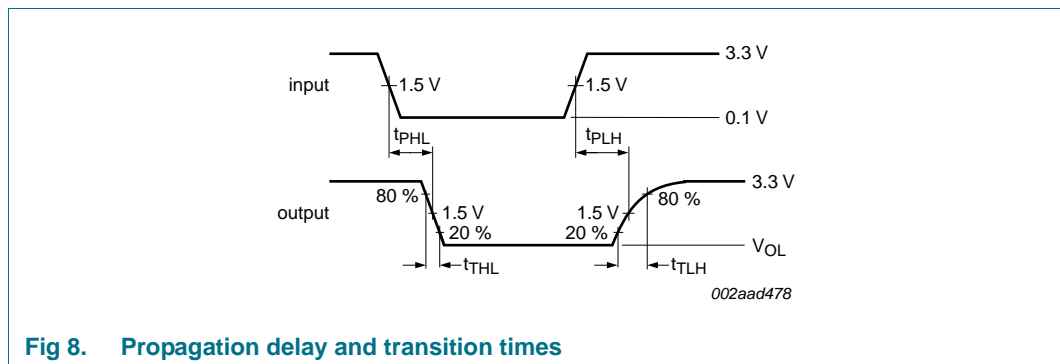 3.3 V
input
1.5 V
1.5 V
0.1 V
tPHL
tPLH
3.3 V
80 %
80 %
output
1.5 V
1.5 V
20 %
20 %
VOL
tTHL
tTLH
002aad478
Fig 8. Propagation delay and transition times